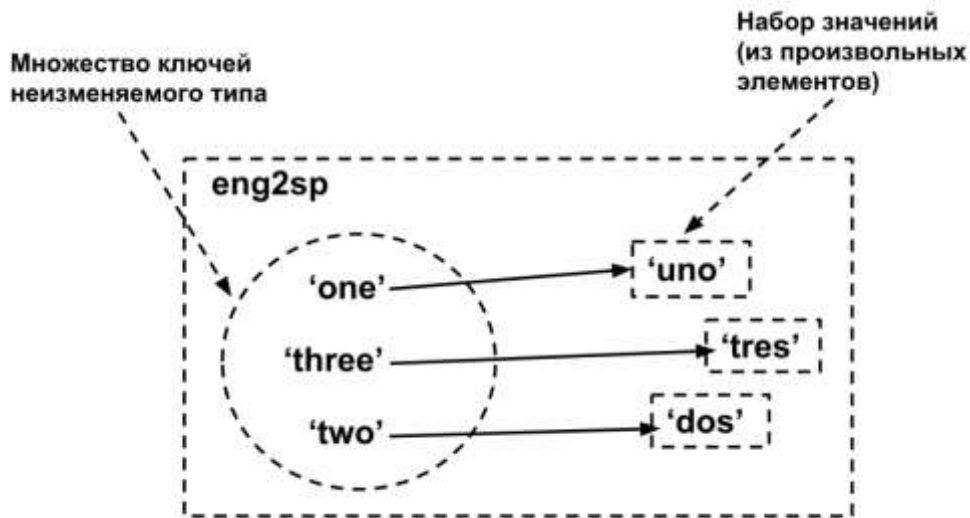 Множество ключей
неизменяемого типа
Набор значений
(из произвольных
элементов)
eng2sp
‘one’
‘uno’
‘three’
‘tres’
‘two’
‘dos’